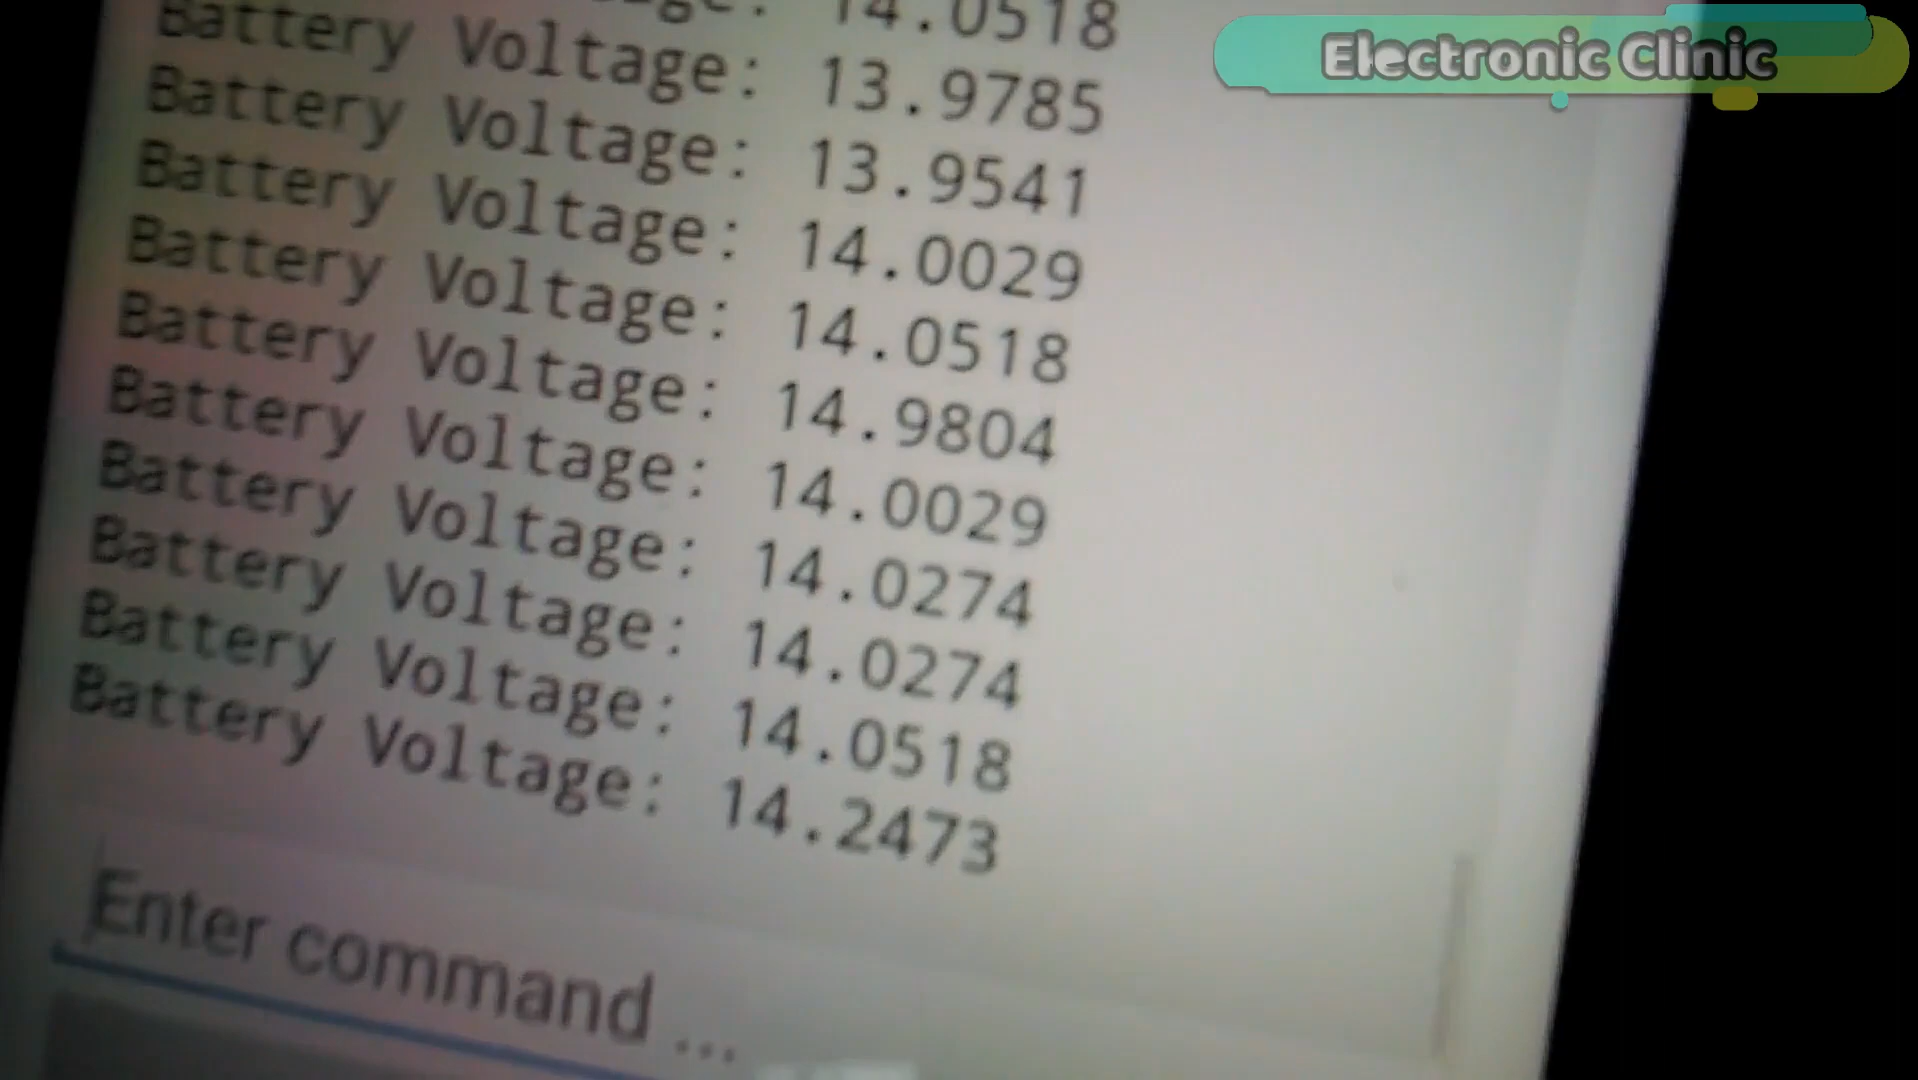 14.0518
Electronic Clinic
Battery Voltage: 13.9785
Battery Voltage: 13.9541
Battery Voltage: 14.0029
Battery Voltage: 14.0518
Battery Voltage: 14.9804
Battery Voltage: 14.0029
Battery Voltage: 14.0274
Battery Voltage: 14.0274
Battery Voltage: 14.0518
Battery Voltage: 14.2473
Enter command ...